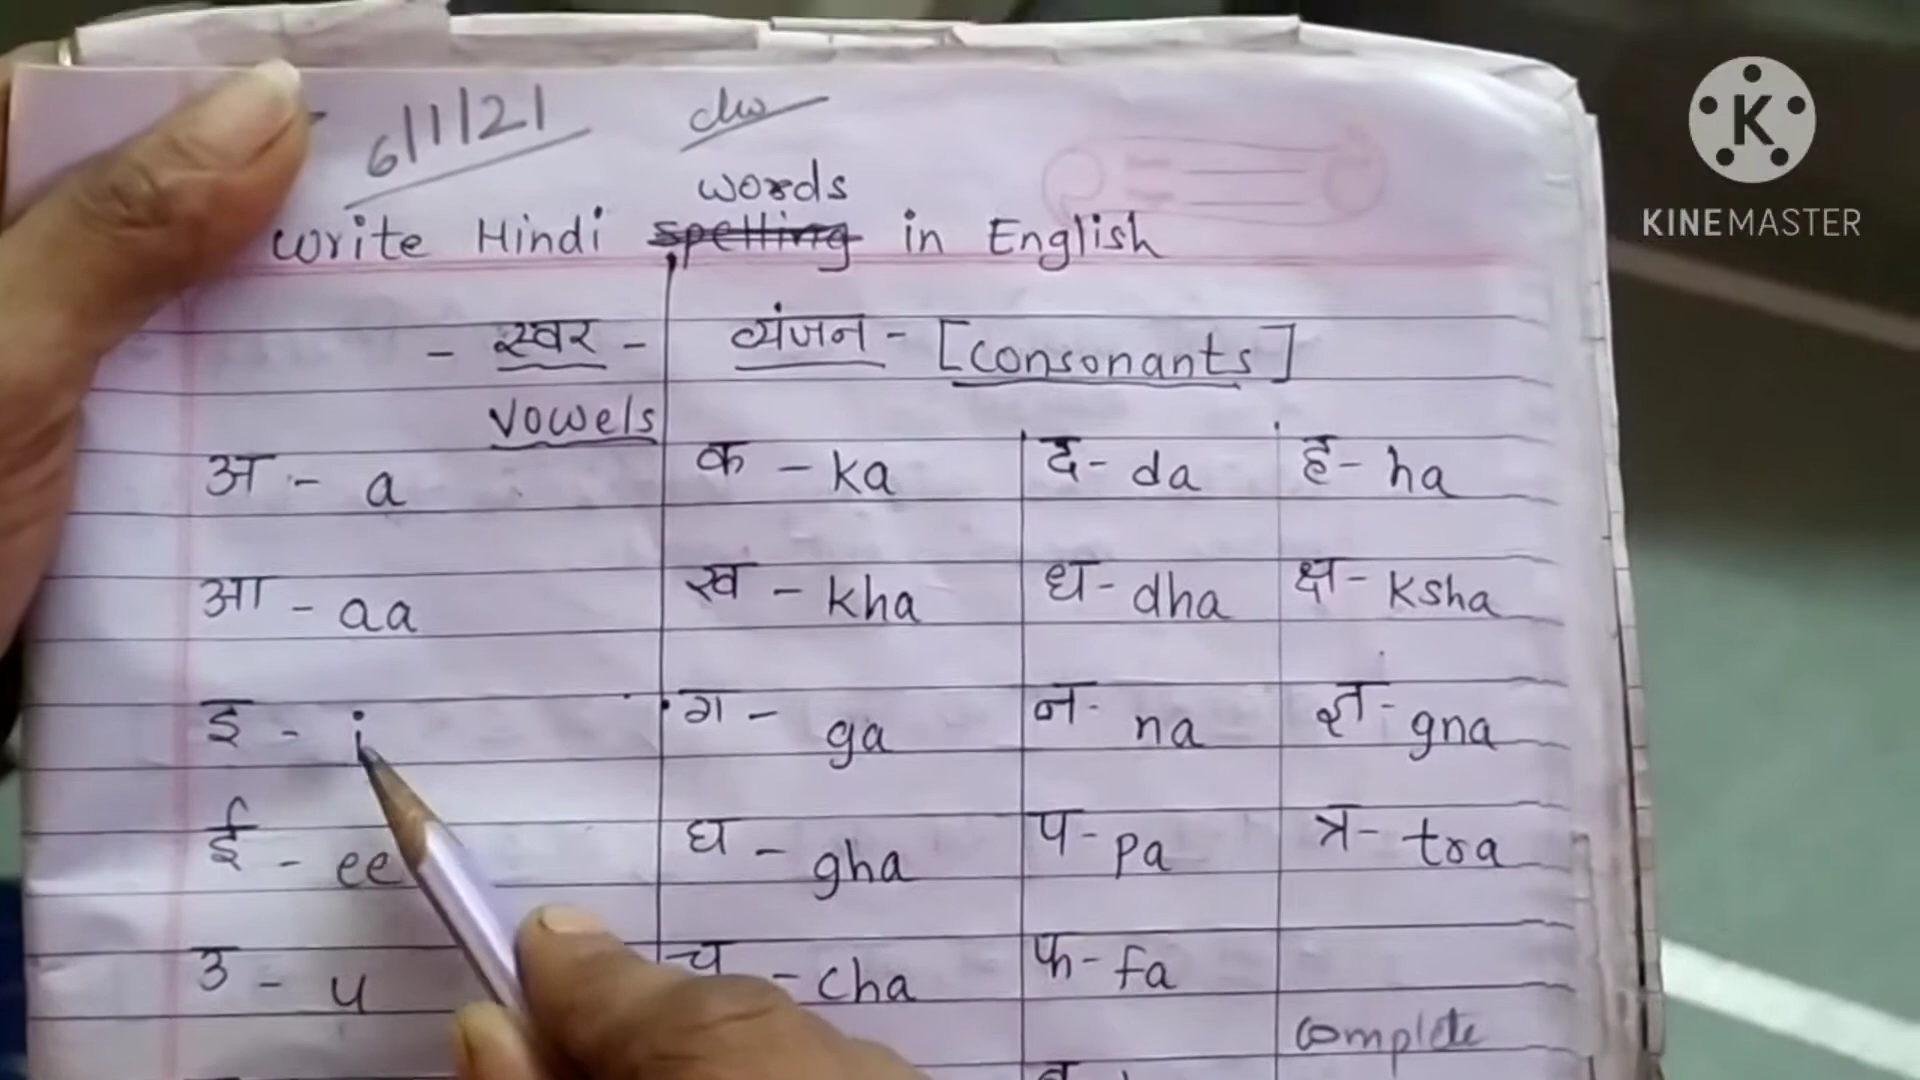 6/1/21 cw
words
write Hindi spelling in English
- स्वर - व्यंजन - [consonants]
vowels
अ - a क - ka द - da ह - ha
आ - aa ख - kha ध - dha क्ष - ksha
इ - i ग - ga न - na ज्ञ - gna
ई - ee घ - gha प - pa त्र - tra
उ - u च - cha फ - fa
complete
K
KINEMASTER